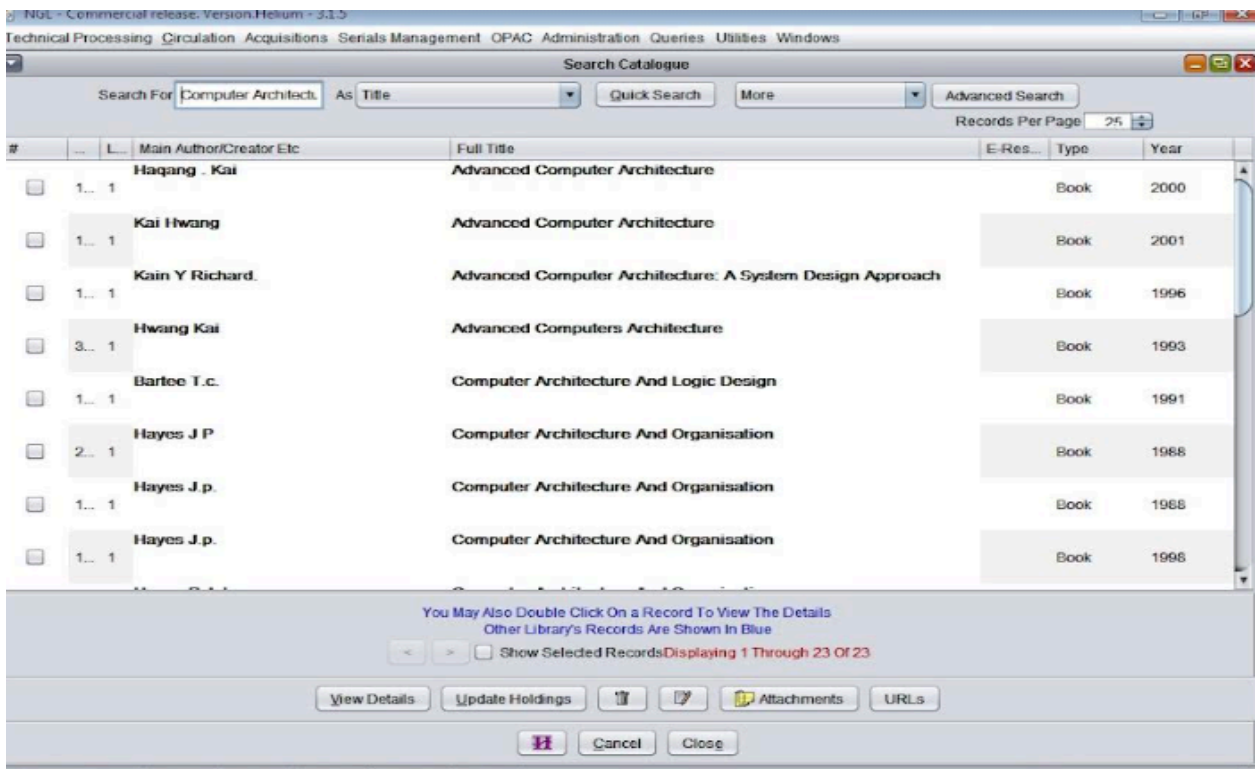 NGL - Commercial release. Version.Helium - 3.1.5
Technical Processing Circulation Acquisitions Serials Management OPAC Administration Queries Utilities Windows
Search Catalogue
Search For Computer Architectu As Title Quick Search More Advanced Search
Records Per Page 25
# ... L... Main Author/Creator Etc Full Title E-Res... Type Year
Haqang . Kai Advanced Computer Architecture
1... 1 Book 2000
Kai Hwang Advanced Computer Architecture
1... 1 Book 2001
Kain Y Richard. Advanced Computer Architecture: A System Design Approach
1... 1 Book 1996
Hwang Kai Advanced Computers Architecture
3... 1 Book 1993
Bartee T.c. Computer Architecture And Logic Design
1... 1 Book 1991
Hayes J P Computer Architecture And Organisation
2... 1 Book 1988
Hayes J.p. Computer Architecture And Organisation
1... 1 Book 1988
Hayes J.p. Computer Architecture And Organisation
1... 1 Book 1998
You May Also Double Click On a Record To View The Details
Other Library's Records Are Shown In Blue
< > Show Selected Records Displaying 1 Through 23 Of 23
View Details Update Holdings Attachments URLs
Cancel Close